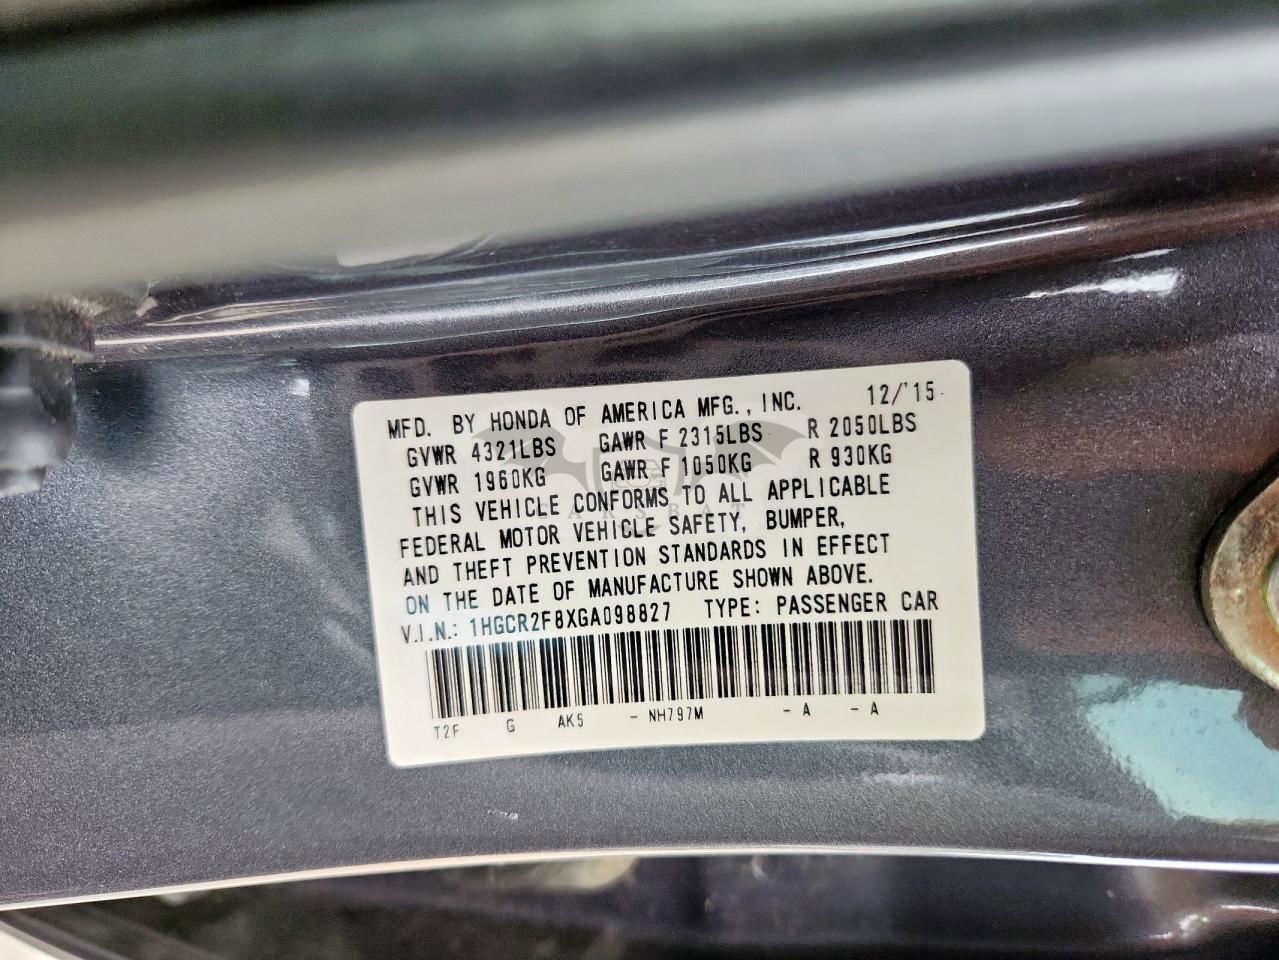 MFD. BY HONDA OF AMERICA MFG., INC. 12/'15
GVWR 4321LBS GAWR F 2315LBS R 2050LBS
GVWR 1960KG GAWR F 1050KG R 930KG
THIS VEHICLE CONFORMS TO ALL APPLICABLE
FEDERAL MOTOR VEHICLE SAFETY, BUMPER,
AND THEFT PREVENTION STANDARDS IN EFFECT
ON THE DATE OF MANUFACTURE SHOWN ABOVE.
V.I.N.: 1HGCR2F8XGA098827 TYPE: PASSENGER CAR
T2F G AK5 - NH797M - A - A